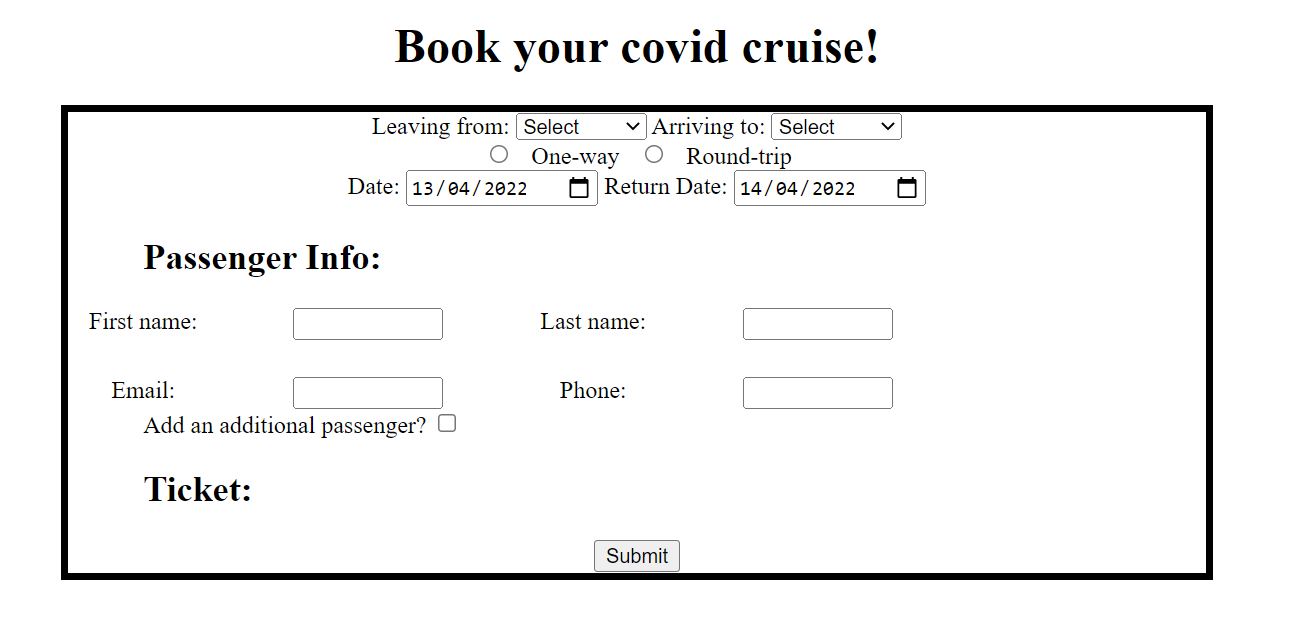 Book your covid cruise!
Leaving from: Select Arriving to: Select
One-way Round-trip
Date: 13/04/2022 Return Date: 14/04/2022
Passenger Info:
First name: Last name:
Email: Phone:
Add an additional passenger?
Ticket:
Submit